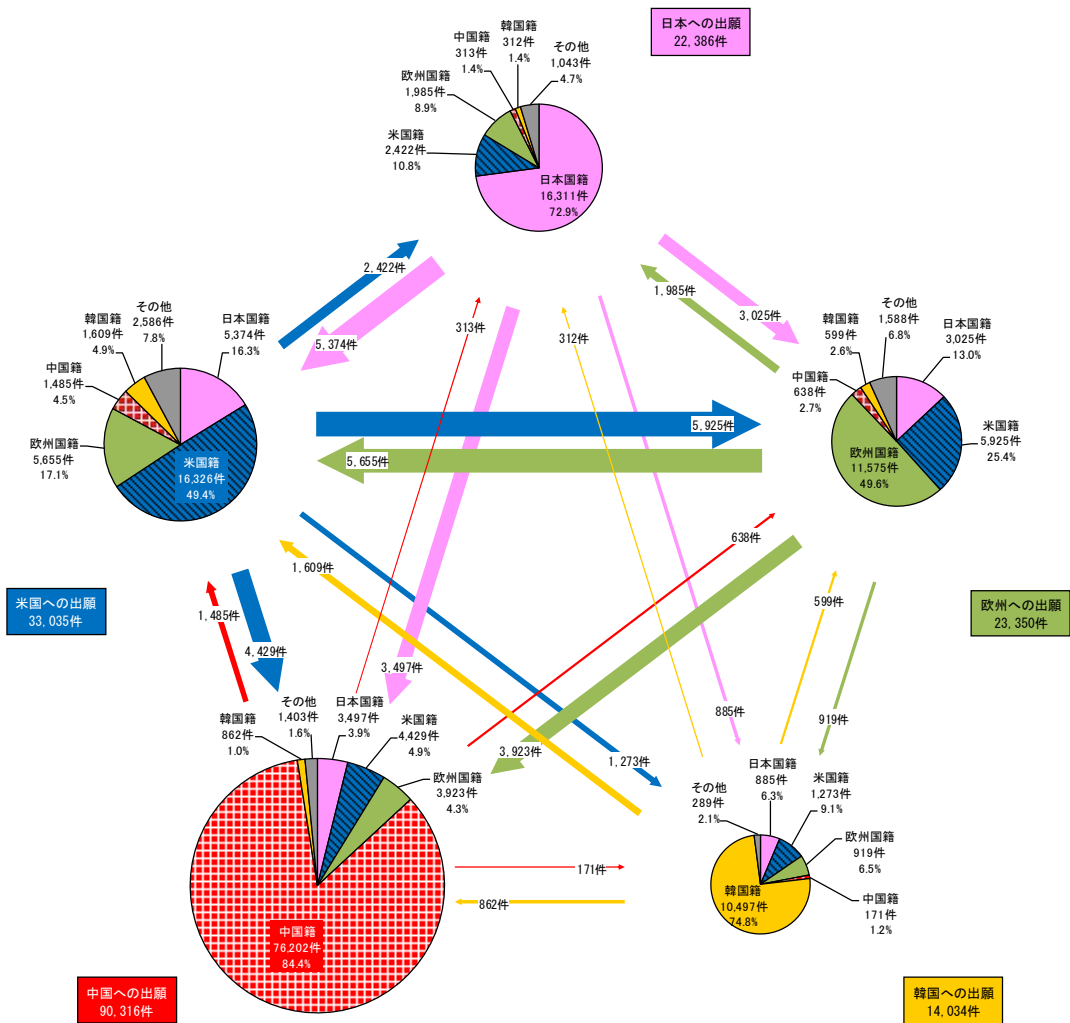 日本への出願
22,386件
韓国籍
312件
1.4%
中国籍
313件
1.4%
その他
1,043件
4.7%
欧州国籍
1,985件
8.9%
米国籍
2,422件
10.8%
日本国籍
16,311件
72.9%
2,422件
5,374件
1,985件
3,025件
313件
312件
その他
2,586件
7.8%
日本国籍
5,374件
16.3%
韓国籍
1,609件
4.9%
中国籍
1,485件
4.5%
欧州国籍
5,655件
17.1%
米国籍
16,326件
49.4%
その他
1,588件
6.8%
日本国籍
3,025件
13.0%
韓国籍
599件
2.6%
中国籍
638件
2.7%
米国籍
5,925件
25.4%
欧州国籍
11,575件
49.6%
5,925件
5,655件
638件
1,609件
599件
米国への出願
33,035件
欧州への出願
23,350件
1,485件
4,429件
3,497件
885件
919件
3,923件
1,273件
その他
1,403件
1.6%
日本国籍
3,497件
3.9%
韓国籍
862件
1.0%
米国籍
4,429件
4.9%
欧州国籍
3,923件
4.3%
中国籍
76,202件
84.4%
日本国籍
885件
6.3%
その他
289件
2.1%
米国籍
1,273件
9.1%
欧州国籍
919件
6.5%
中国籍
171件
1.2%
韓国籍
10,497件
74.8%
171件
862件
中国への出願
90,316件
韓国への出願
14,034件